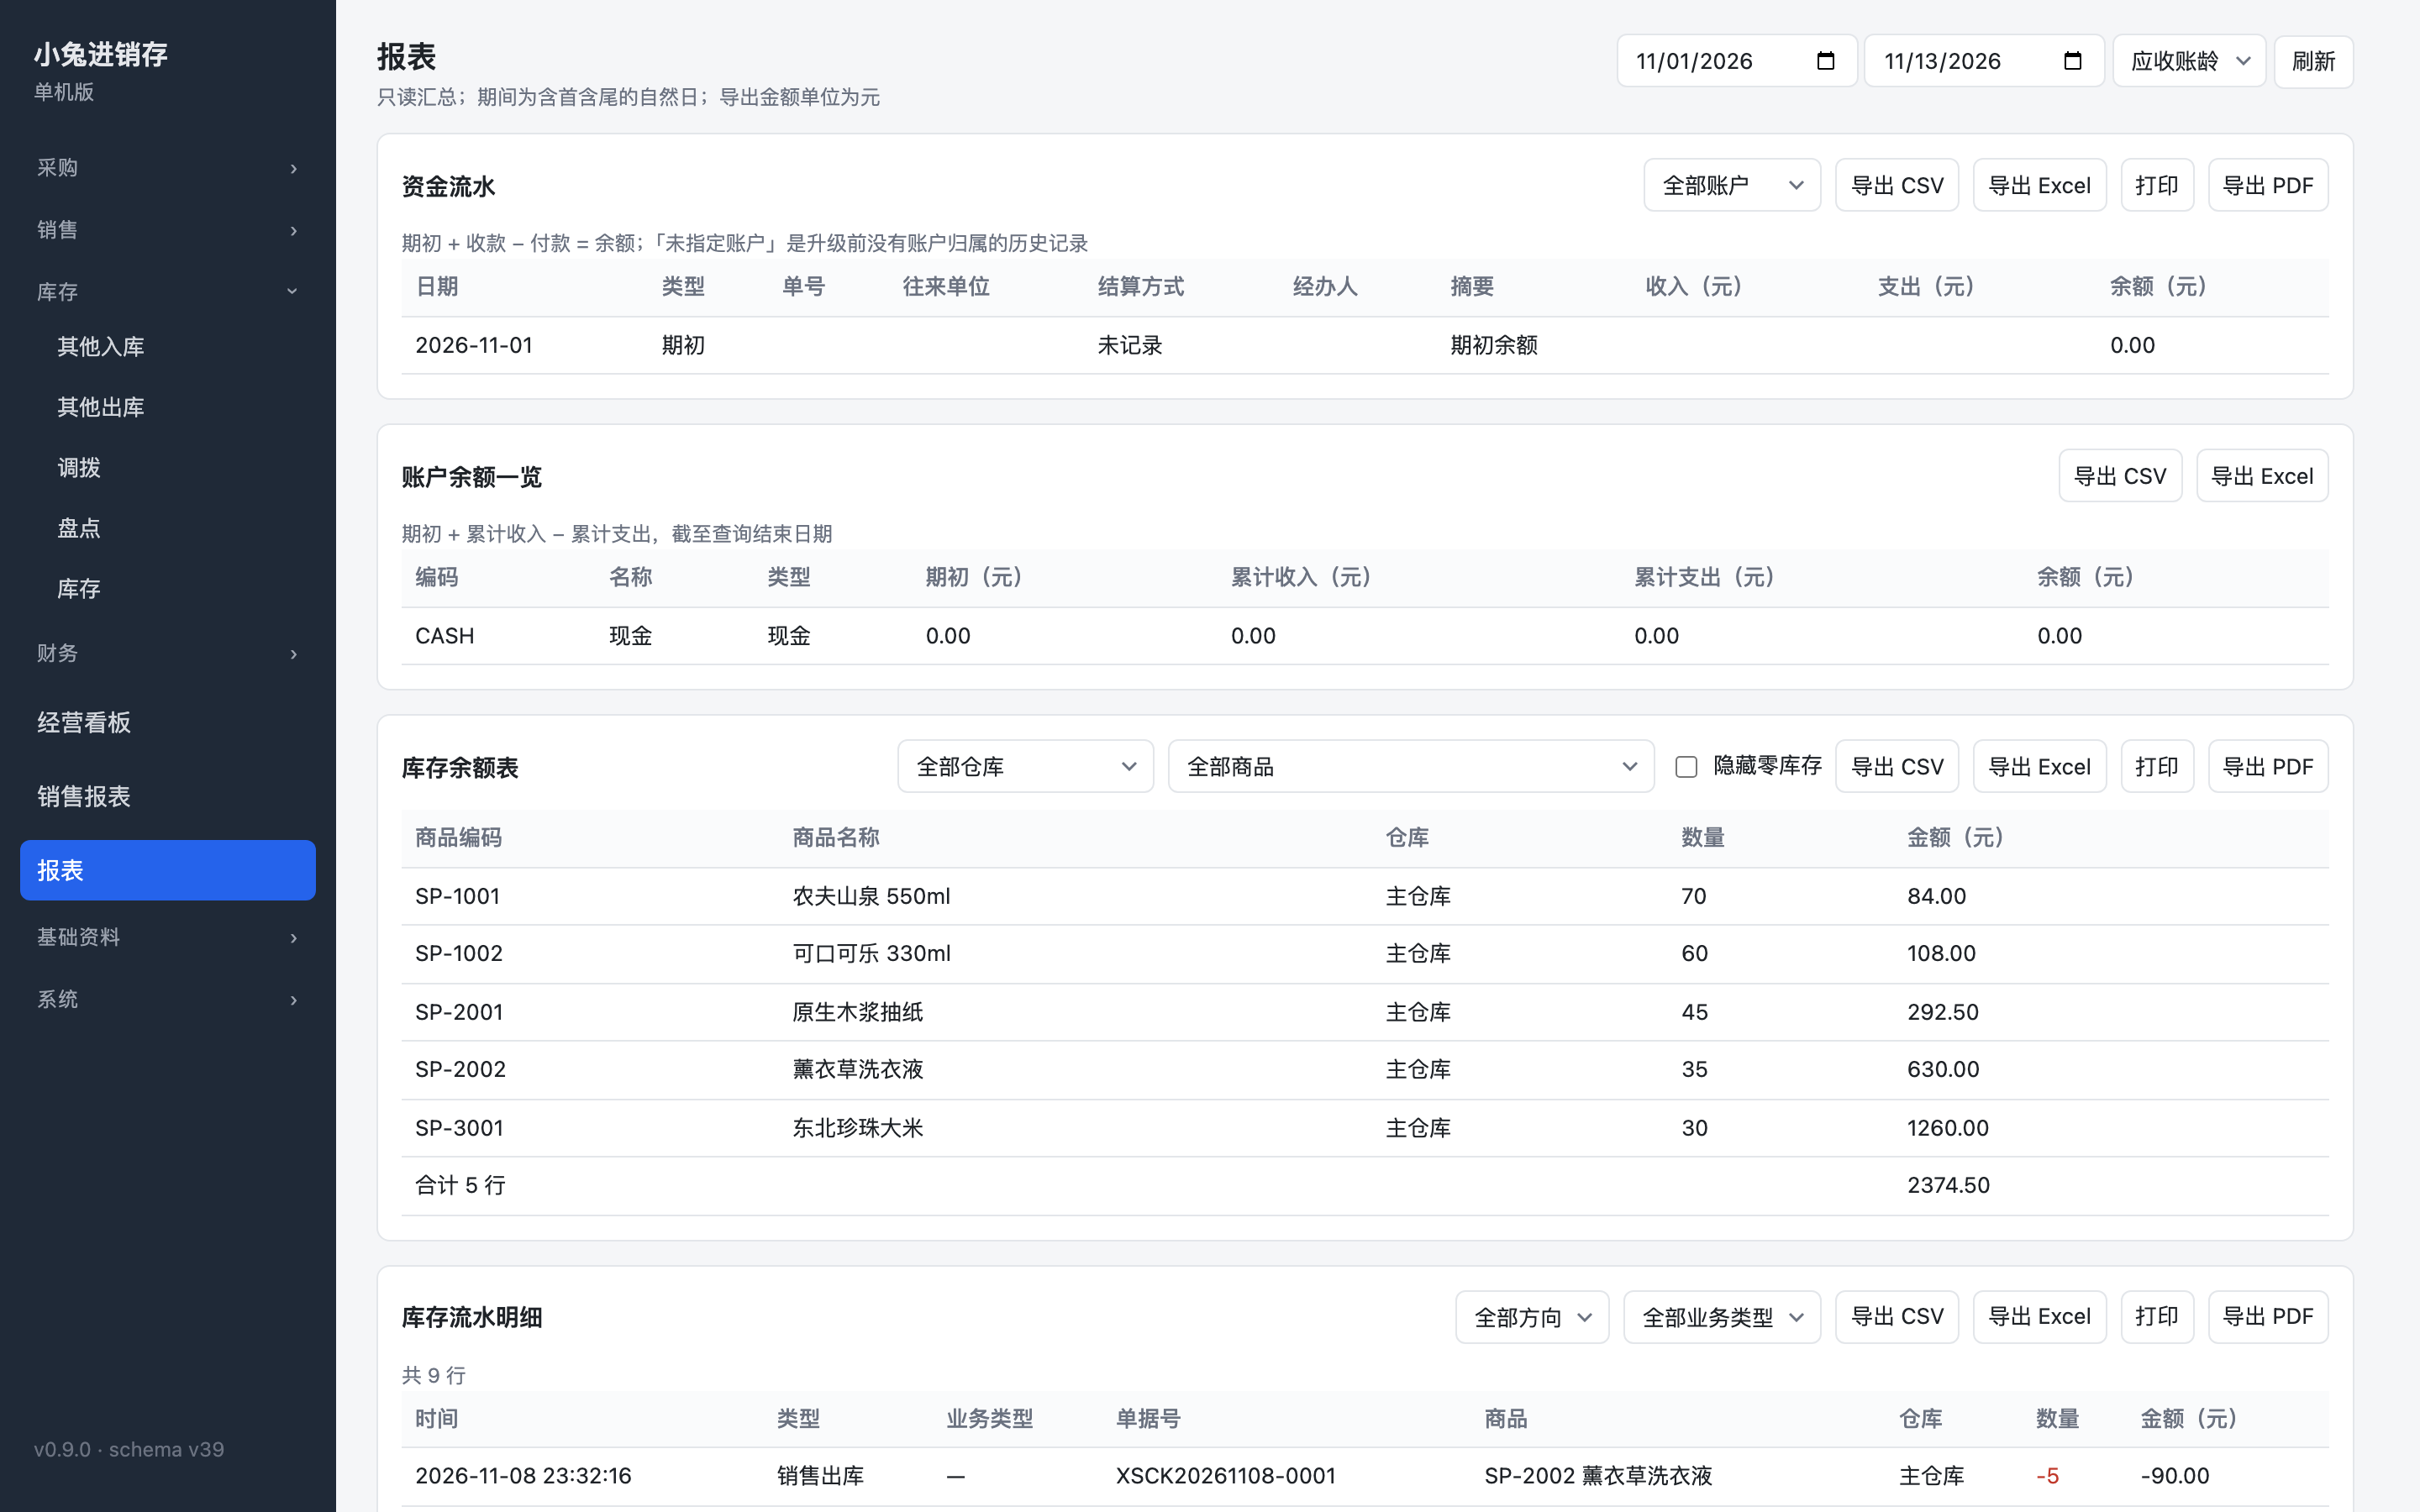 小兔进销存
单机版
采购
销售
库存
其他入库
其他出库
调拨
盘点
库存
财务
经营看板
销售报表
报表
基础资料
系统
v0.9.0 · schema v39
报表
只读汇总；期间为含首含尾的自然日；导出金额单位为元
11/01/2026 11/13/2026 应收账龄 刷新
资金流水 全部账户 导出 CSV 导出 Excel 打印 导出 PDF
期初 + 收款 − 付款 = 余额；「未指定账户」是升级前没有账户归属的历史记录
日期 类型 单号 往来单位 结算方式 经办人 摘要 收入（元） 支出（元） 余额（元）
2026-11-01 期初 未记录 期初余额 0.00
账户余额一览 导出 CSV 导出 Excel
期初 + 累计收入 − 累计支出，截至查询结束日期
编码 名称 类型 期初（元） 累计收入（元） 累计支出（元） 余额（元）
CASH 现金 现金 0.00 0.00 0.00 0.00
库存余额表 全部仓库 全部商品 隐藏零库存 导出 CSV 导出 Excel 打印 导出 PDF
商品编码 商品名称 仓库 数量 金额（元）
SP-1001 农夫山泉 550ml 主仓库 70 84.00
SP-1002 可口可乐 330ml 主仓库 60 108.00
SP-2001 原生木浆抽纸 主仓库 45 292.50
SP-2002 薰衣草洗衣液 主仓库 35 630.00
SP-3001 东北珍珠大米 主仓库 30 1260.00
合计 5 行 2374.50
库存流水明细 全部方向 全部业务类型 导出 CSV 导出 Excel 打印 导出 PDF
共 9 行
时间 类型 业务类型 单据号 商品 仓库 数量 金额（元）
2026-11-08 23:32:16 销售出库 — XSCK20261108-0001 SP-2002 薰衣草洗衣液 主仓库 -5 -90.00